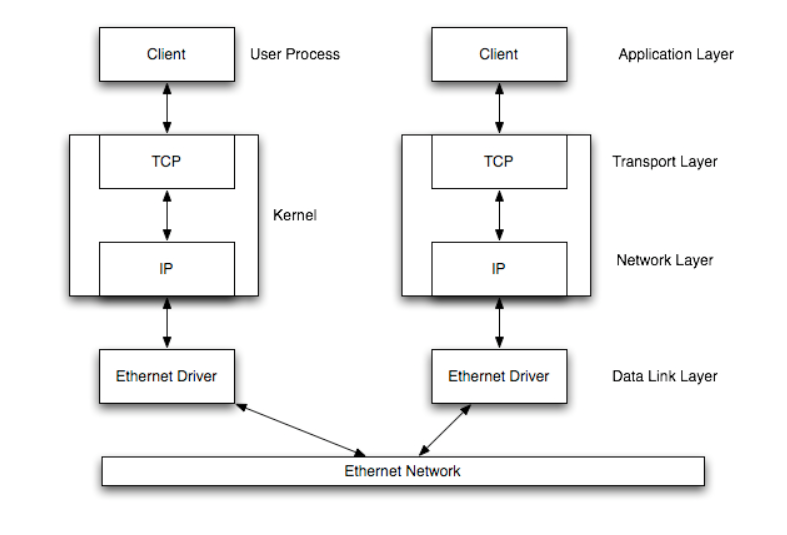 Client
User Process
Client
Application Layer
TCP
TCP
Transport Layer
Kernel
IP
IP
Network Layer
Ethernet Driver
Ethernet Driver
Data Link Layer
Ethernet Network